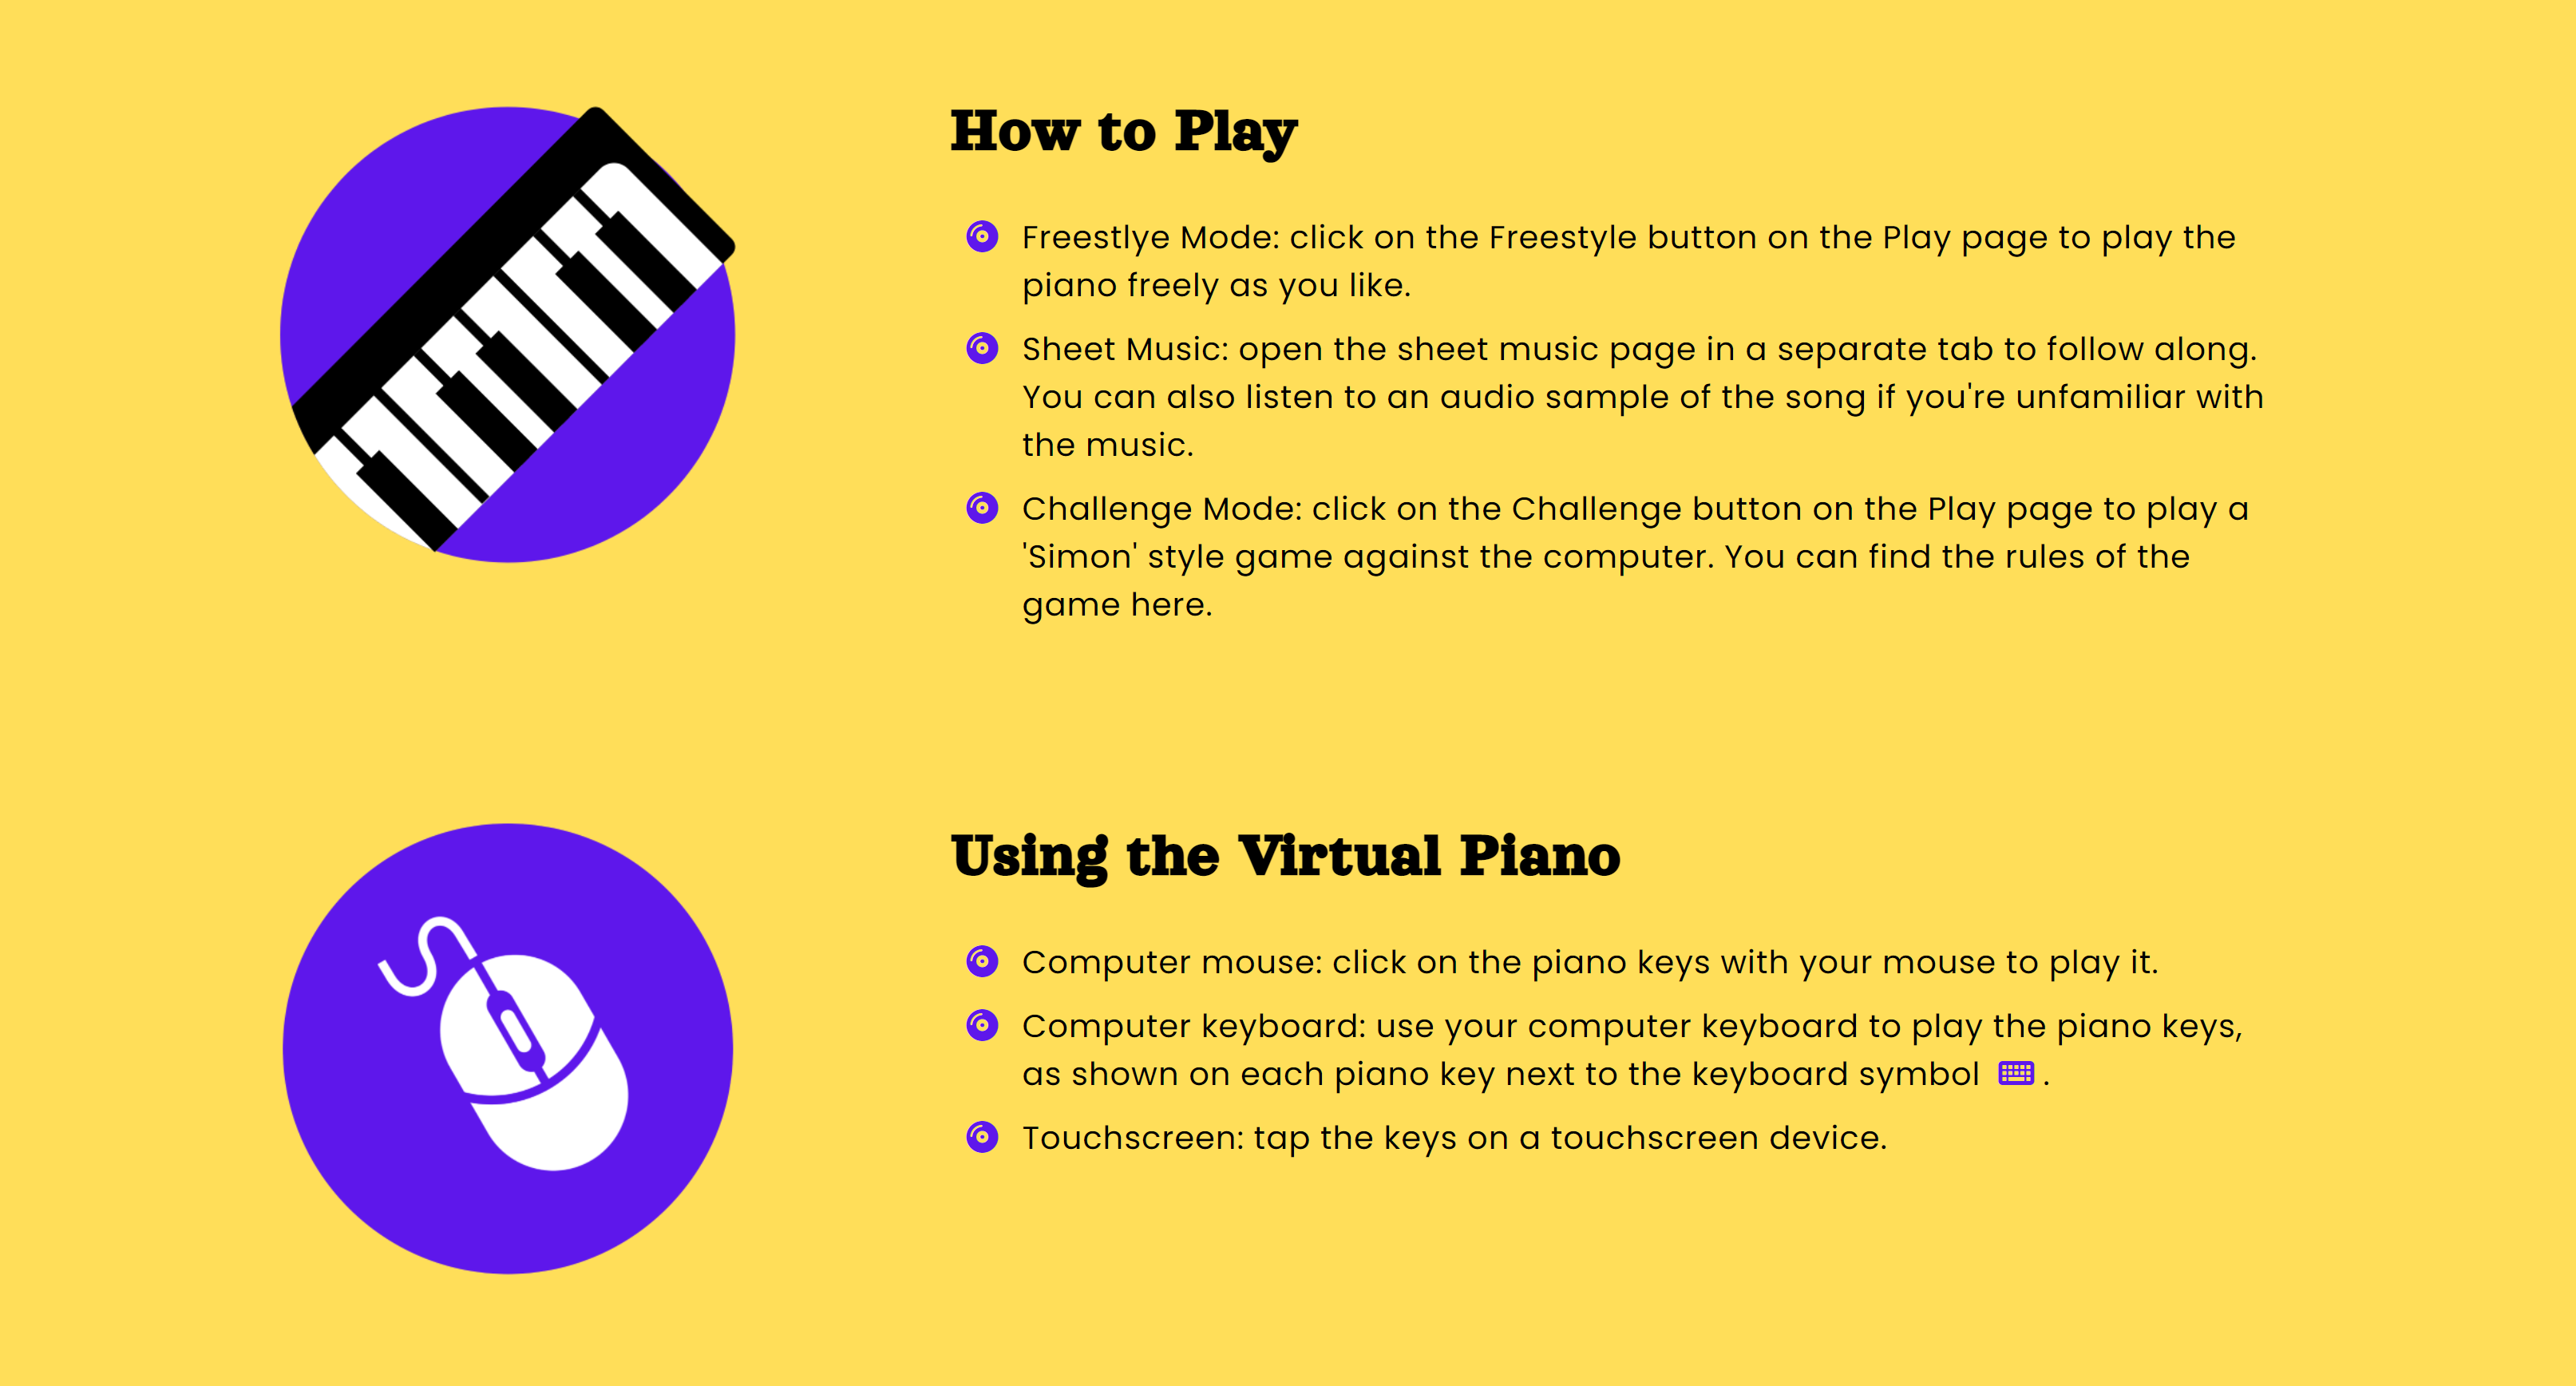 How to Play
Freestlye Mode: click on the Freestyle button on the Play page to play the
piano freely as you like.
Sheet Music: open the sheet music page in a separate tab to follow along.
You can also listen to an audio sample of the song if you're unfamiliar with
the music.
Challenge Mode: click on the Challenge button on the Play page to play a
'Simon' style game against the computer. You can find the rules of the
game here.
Using the Virtual Piano
Computer mouse: click on the piano keys with your mouse to play it.
Computer keyboard: use your computer keyboard to play the piano keys,
as shown on each piano key next to the keyboard symbol .
Touchscreen: tap the keys on a touchscreen device.